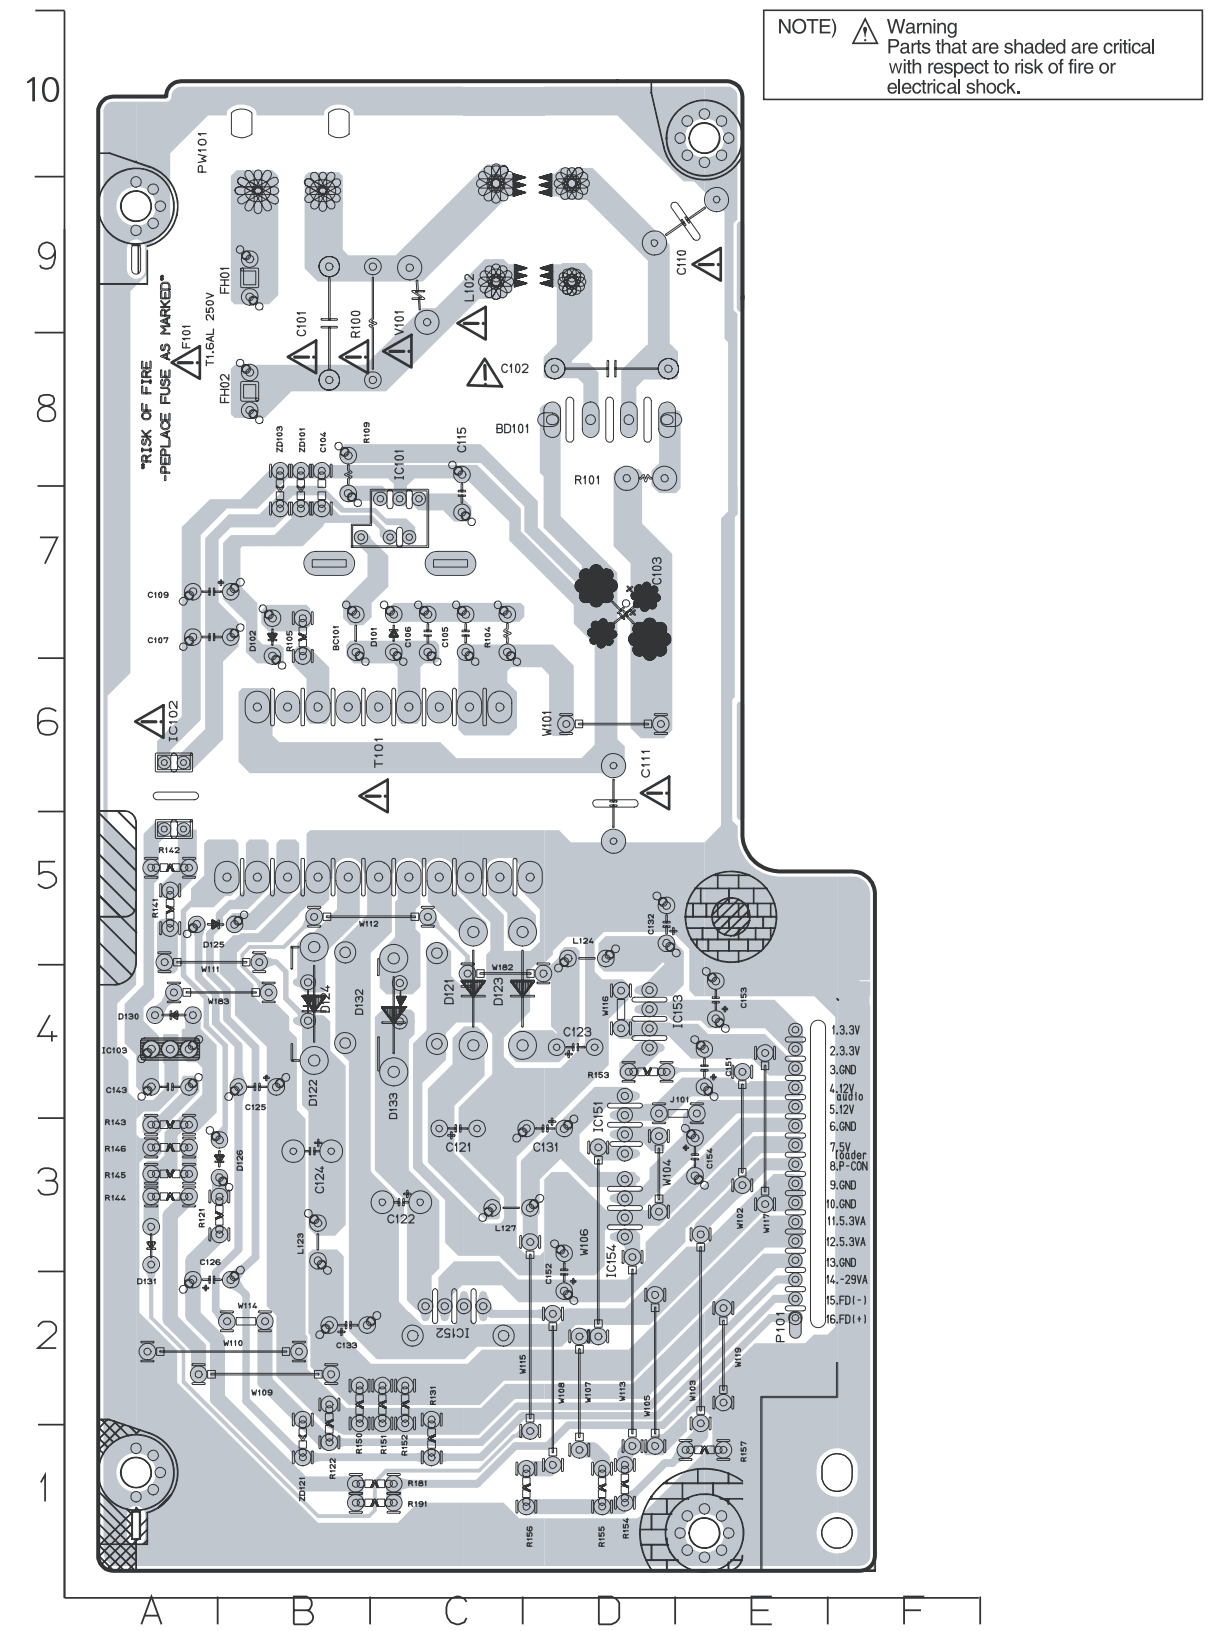 NOTE) Warning
Parts that are shaded are critical
with respect to risk of fire or
electrical shock.
10
PW101
9
FH01
C101
R100
V101
L102
C110
"RISK OF FIRE
-PEPLACE FUSE AS MARKED"
F101
T1.6AL 250V
FH02
C102
8
BD101
ZD103
ZD101
C104
R109
IC101
C115
R101
7
C103
C109
C107
D102
R105
BC101
D101
C106
C105
R104
6
IC102
T101
W101
C111
R142
5
R141
D125
W112
C132
L124
W111
W182
W183
D124
D132
D121
D123
W116
IC153
C153
D130
4
IC103
C123
C151
R153
C143
C125
D122
D133
J101
IC151
1.3.3V
2.3.3V
3.GND
4.12V
audio
5.12V
6.GND
7.5V
loader
8.P-CON
9.GND
10.GND
11.5.3VA
12.5.3VA
13.GND
14.-29VA
15.FD(-)
16.FD(+)
R143
R146
R145
R144
D126
C124
C121
C131
W104
C154
3
R121
C122
L127
W102
W117
L123
W106
IC154
C152
D131
C126
W114
2
W110
C133
IC152
P101
W109
W115
W108
W107
W113
W105
W103
W119
R131
R150
R151
R152
R122
ZD121
R157
1
R181
R191
R156
R155
R154
A B C D E F